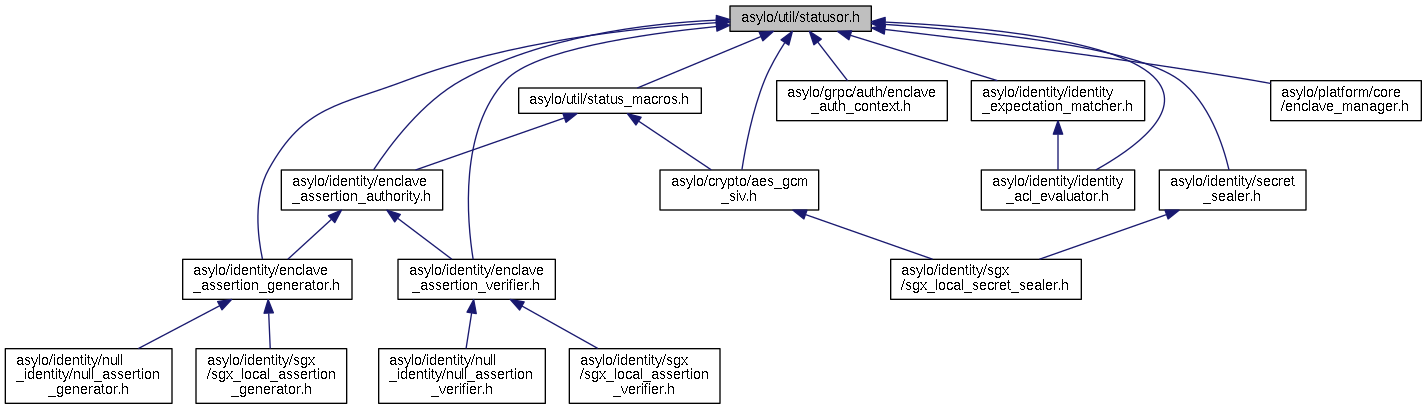 asylo/util/statusor.h
asylo/util/status_macros.h
asylo/grpc/auth/enclave
_auth_context.h
asylo/identity/identity
_expectation_matcher.h
asylo/platform/core
/enclave_manager.h
asylo/identity/enclave
_assertion_authority.h
asylo/crypto/aes_gcm
_siv.h
asylo/identity/identity
_acl_evaluator.h
asylo/identity/secret
_sealer.h
asylo/identity/enclave
_assertion_generator.h
asylo/identity/enclave
_assertion_verifier.h
asylo/identity/sgx
/sgx_local_secret_sealer.h
asylo/identity/null
_identity/null_assertion
_generator.h
asylo/identity/sgx
/sgx_local_assertion
_generator.h
asylo/identity/null
_identity/null_assertion
_verifier.h
asylo/identity/sgx
/sgx_local_assertion
_verifier.h